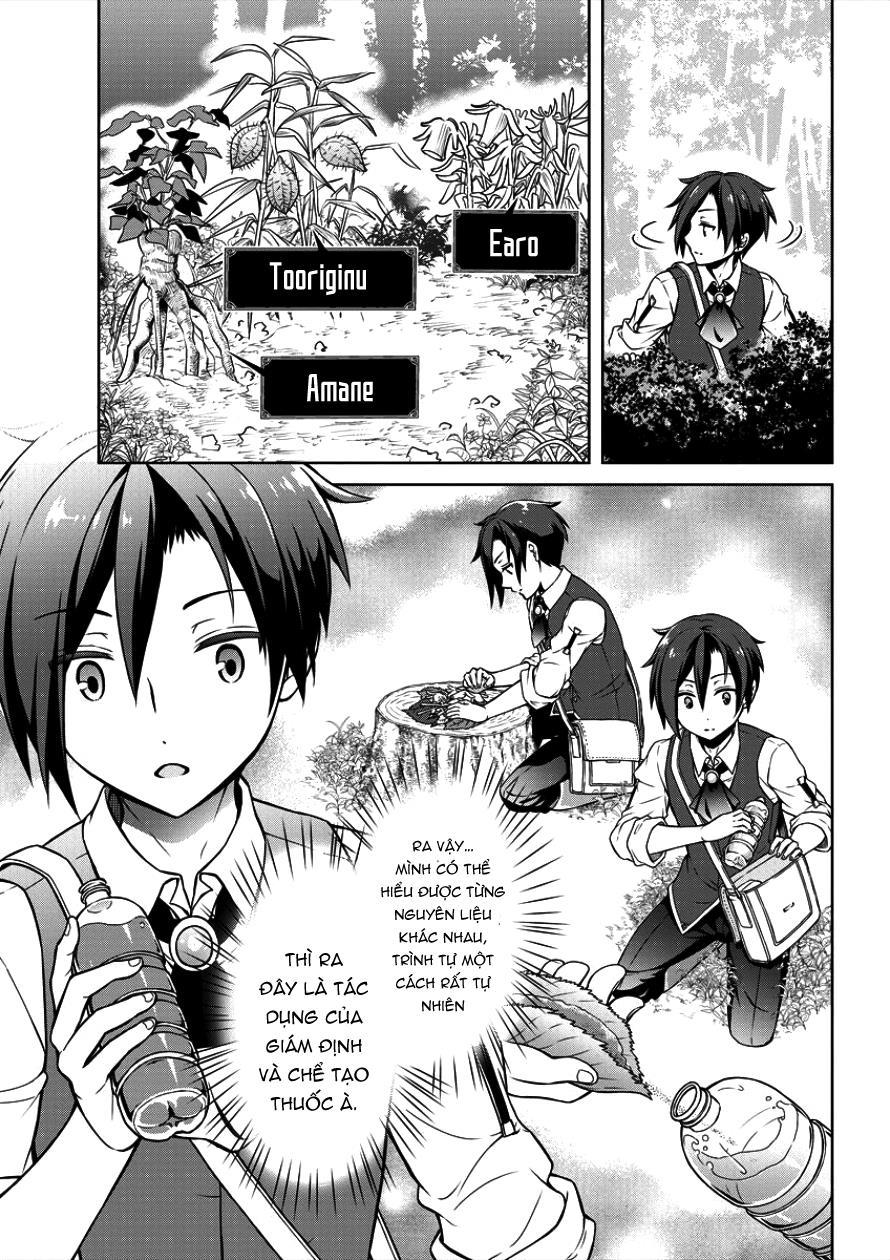 Earo
Tooriginu
Amane
RA VẬY...
MÌNH CÓ THỂ
HIỂU ĐƯỢC TỪNG
NGUYÊN LIỆU
KHÁC NHAU,
TRÌNH TỰ MỘT
CÁCH RẤT TỰ
NHIÊN
THÌ RA
ĐÂY LÀ TÁC
DỤNG CỦA
GIÁM ĐỊNH
VÀ CHẾ TẠO
THUỐC À.